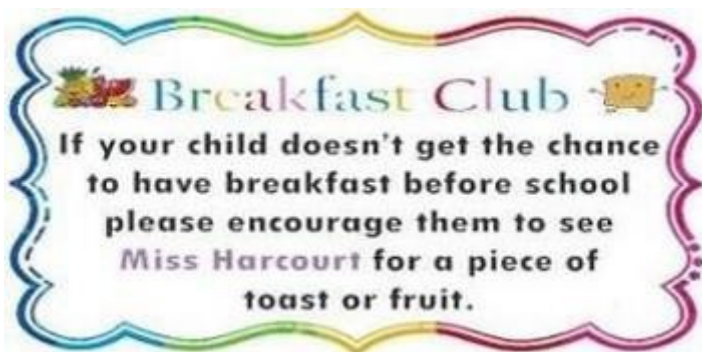 Breakfast Club
If your child doesn't get the chance
to have breakfast before school
please encourage them to see
Miss Harcourt for a piece of
toast or fruit.